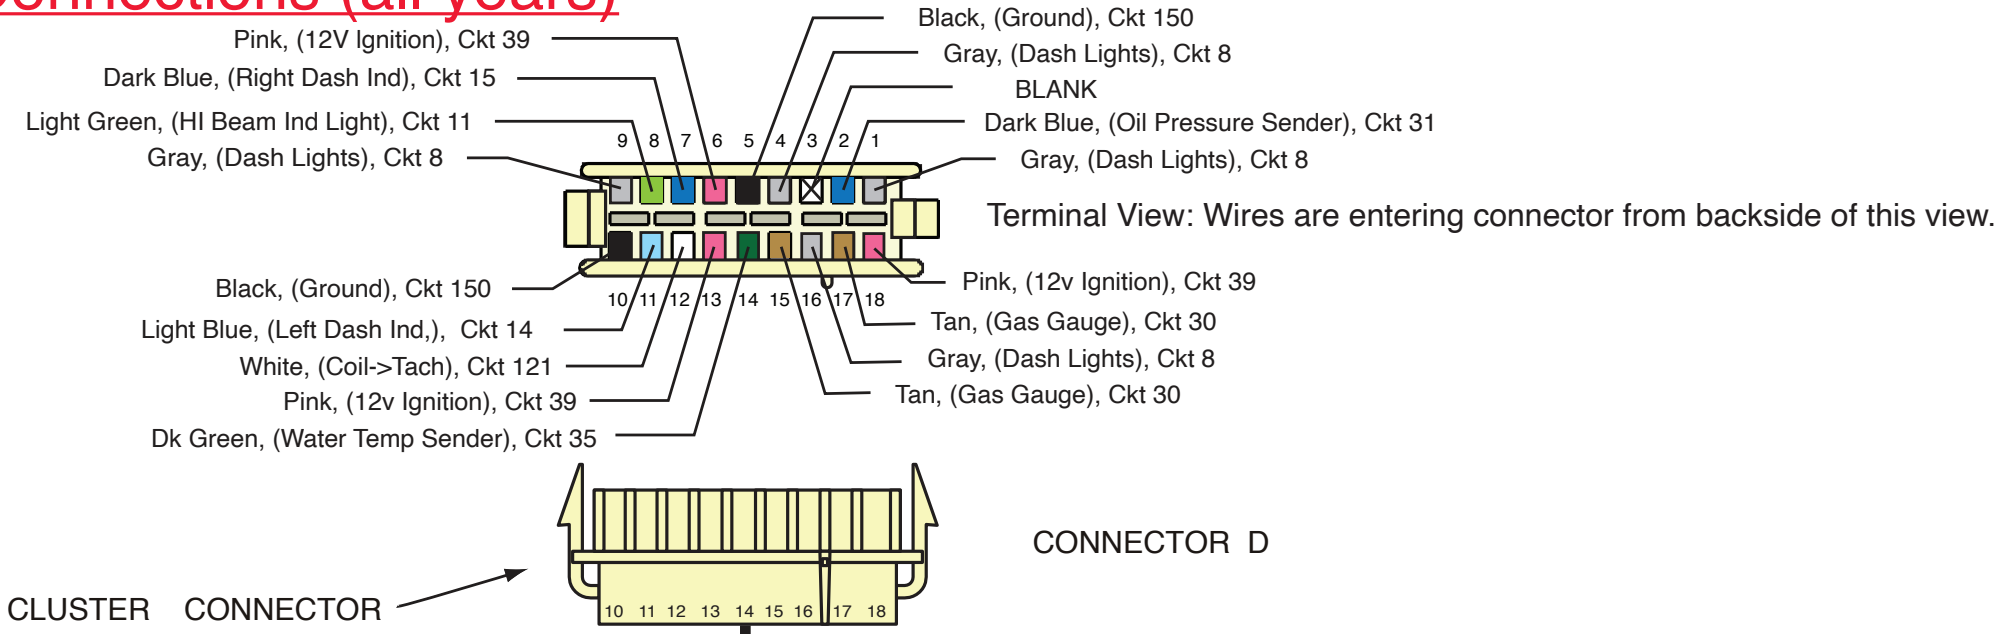 connections (all years)
Black, (Ground), Ckt 150
Pink, (12V Ignition), Ckt 39
Gray, (Dash Lights), Ckt 8
Dark Blue, (Right Dash Ind), Ckt 15
BLANK
Light Green, (HI Beam Ind Light), Ckt 11
Dark Blue, (Oil Pressure Sender), Ckt 31
9 8 7 6 5 4 3 2 1
Gray, (Dash Lights), Ckt 8
Gray, (Dash Lights), Ckt 8
Terminal View: Wires are entering connector from backside of this view.
Black, (Ground), Ckt 150
Pink, (12v Ignition), Ckt 39
10 11 12 13 14 15 16 17 18
Light Blue, (Left Dash Ind,), Ckt 14
Tan, (Gas Gauge), Ckt 30
White, (Coil->Tach), Ckt 121
Gray, (Dash Lights), Ckt 8
Pink, (12v Ignition), Ckt 39
Tan, (Gas Gauge), Ckt 30
Dk Green, (Water Temp Sender), Ckt 35
CONNECTOR D
CLUSTER CONNECTOR
10 11 12 13 14 15 16 17 18